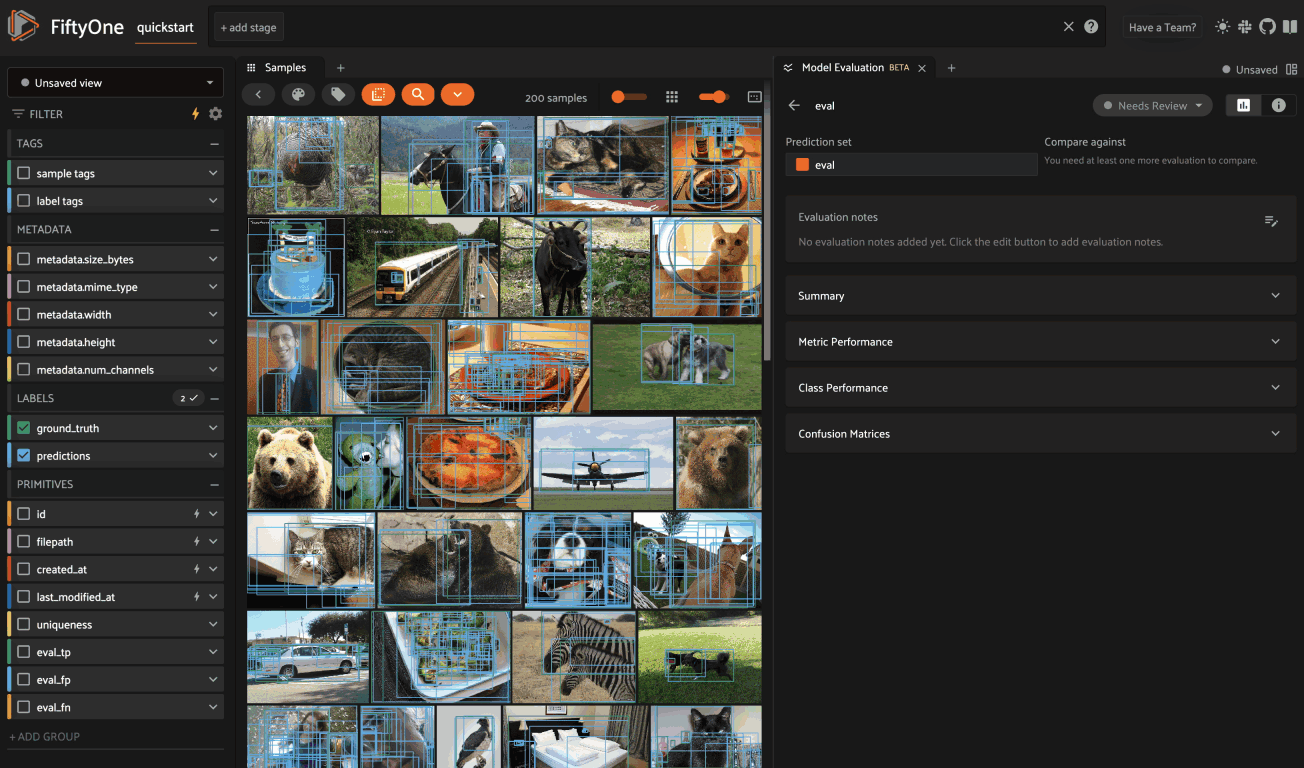 FiftyOne
quickstart
+ add stage
Have a Team?
Unsaved view
FILTER
TAGS
sample tags
label tags
METADATA
metadata.size_bytes
metadata.mime_type
metadata.width
metadata.height
metadata.num_channels
LABELS
2
ground_truth
predictions
PRIMITIVES
id
filepath
created_at
last_modified_at
uniqueness
eval_tp
eval_fp
eval_fn
+ ADD GROUP
Samples
200 samples
Model Evaluation BETA
Unsaved
eval
Needs Review
Prediction set
eval
Compare against
You need at least one more evaluation to compare.
Evaluation notes
No evaluation notes added yet. Click the edit button to add evaluation notes.
Summary
Metric Performance
Class Performance
Confusion Matrices